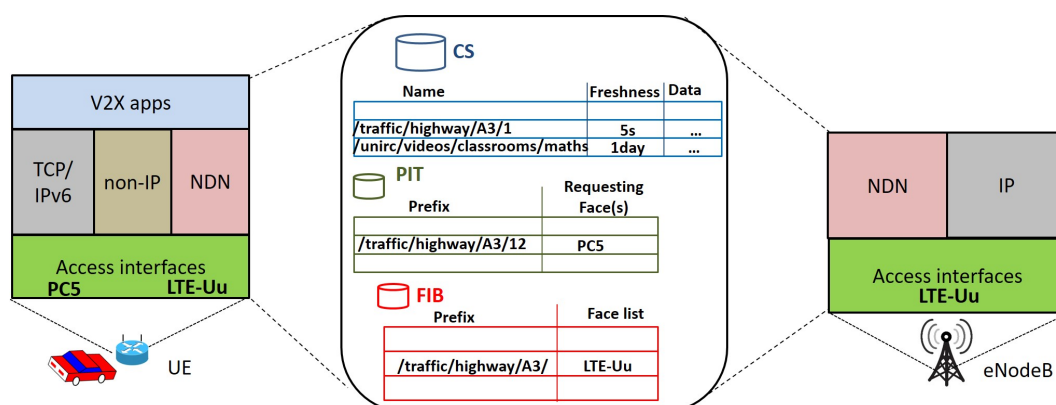 CS
Name Freshness Data
/traffic/highway/A3/1 5s ...
/unirc/videos/classrooms/maths 1day ...
PIT
Prefix
Requesting
Face(s)
/traffic/highway/A3/12 PC5
FIB
Prefix Face list
/traffic/highway/A3/ LTE-Uu
V2X apps
TCP/
IPv6
non-IP
NDN
Access interfaces
PC5 LTE-Uu
UE
NDN IP
Access interfaces
LTE-Uu
eNodeB